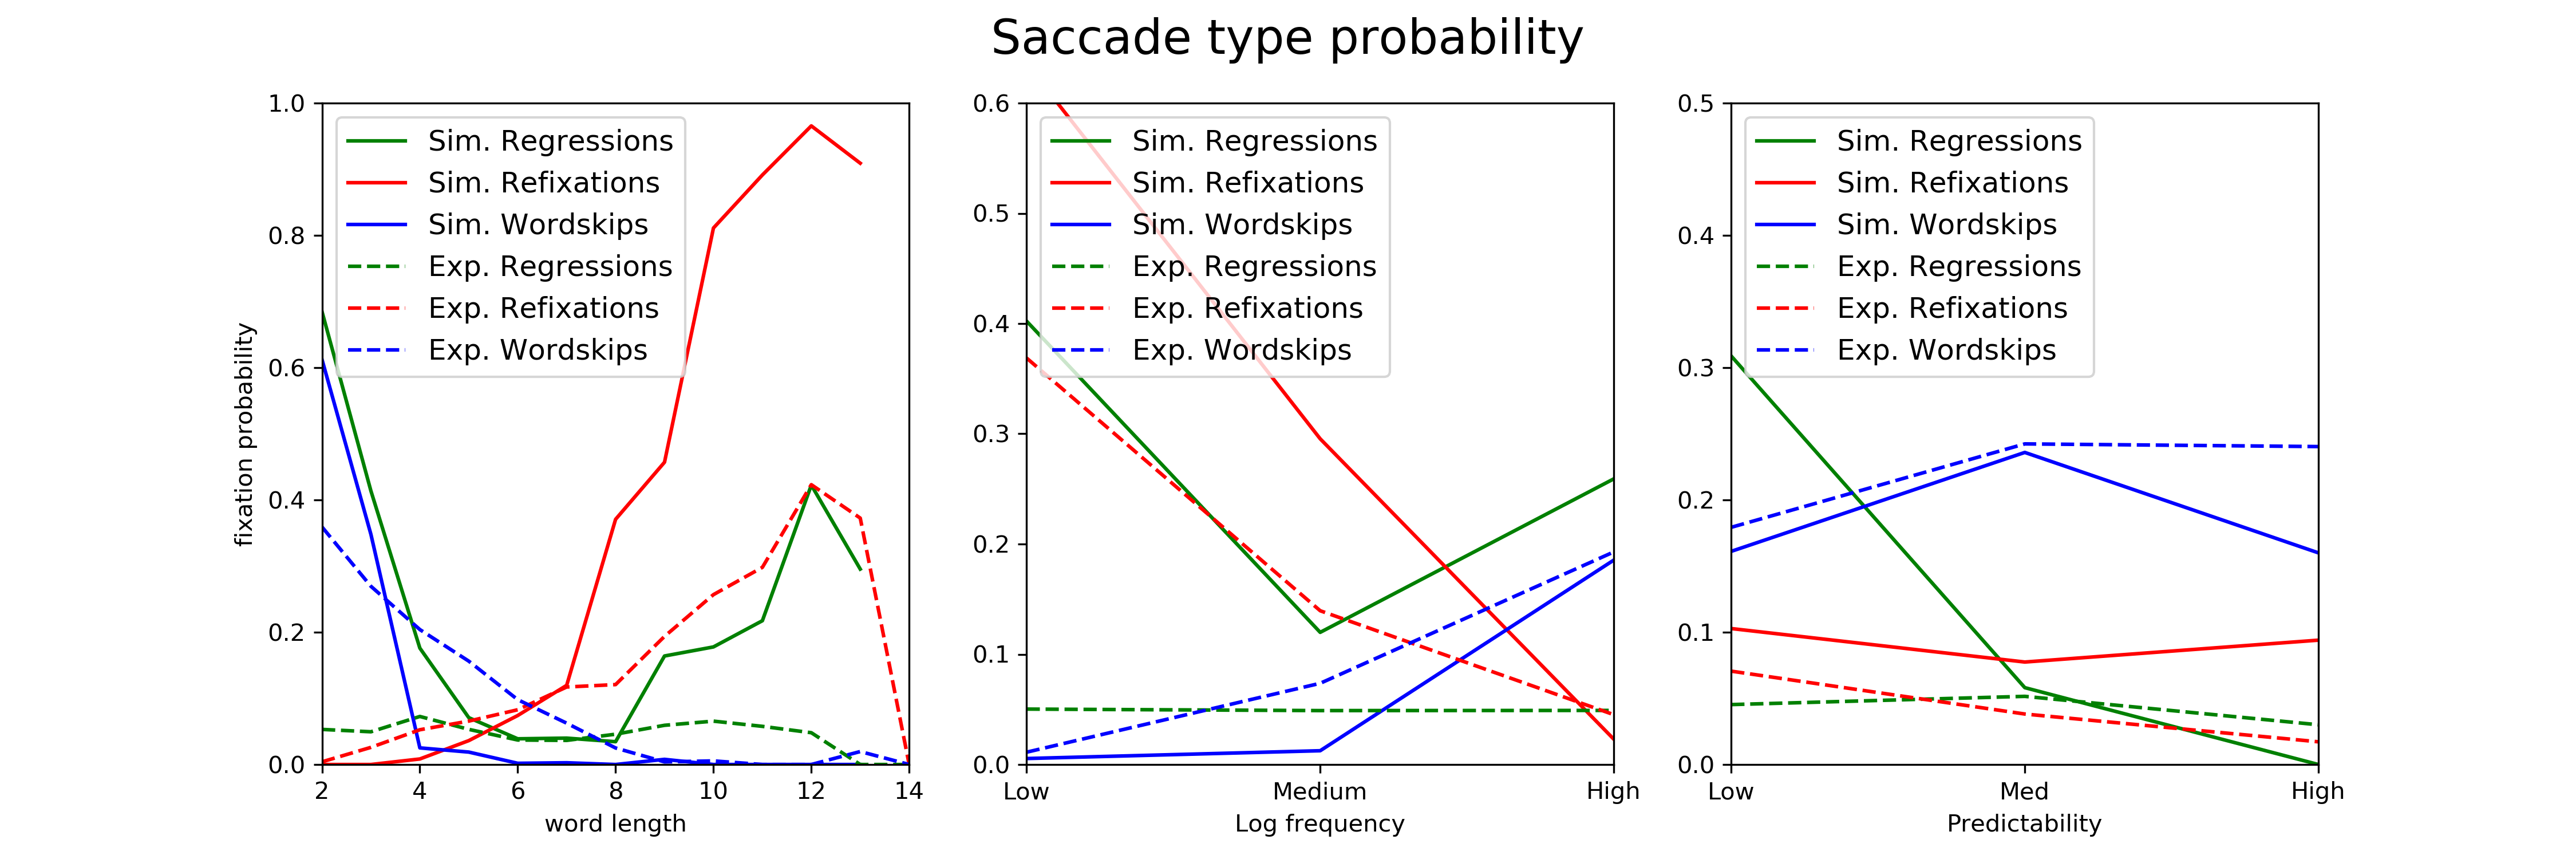 Saccade type probability
1.0
0.8
0.6
0.4
0.2
0.0
fixation probability
2 4 6 8 10 12 14
word length
Sim. Regressions
Sim. Refixations
Sim. Wordskips
Exp. Regressions
Exp. Refixations
Exp. Wordskips
0.6
0.5
0.4
0.3
0.2
0.1
0.0
Low Medium High
Log frequency
Sim. Regressions
Sim. Refixations
Sim. Wordskips
Exp. Regressions
Exp. Refixations
Exp. Wordskips
0.5
0.4
0.3
0.2
0.1
0.0
Low Med High
Predictability
Sim. Regressions
Sim. Refixations
Sim. Wordskips
Exp. Regressions
Exp. Refixations
Exp. Wordskips